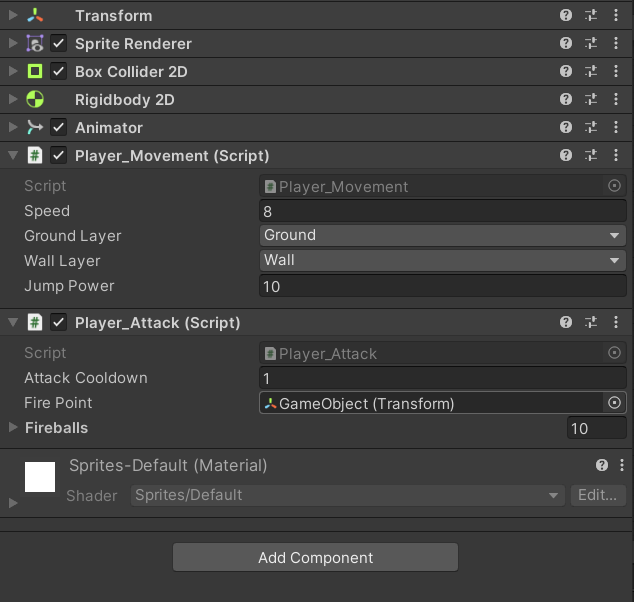 Transform
Sprite Renderer
Box Collider 2D
Rigidbody 2D
Animator
# Player_Movement (Script)
Script # Player_Movement
Speed 8
Ground Layer Ground
Wall Layer Wall
Jump Power 10
# Player_Attack (Script)
Script # Player_Attack
Attack Cooldown 1
Fire Point GameObject (Transform)
Fireballs 10
Sprites-Default (Material)
Shader Sprites/Default Edit...
Add Component